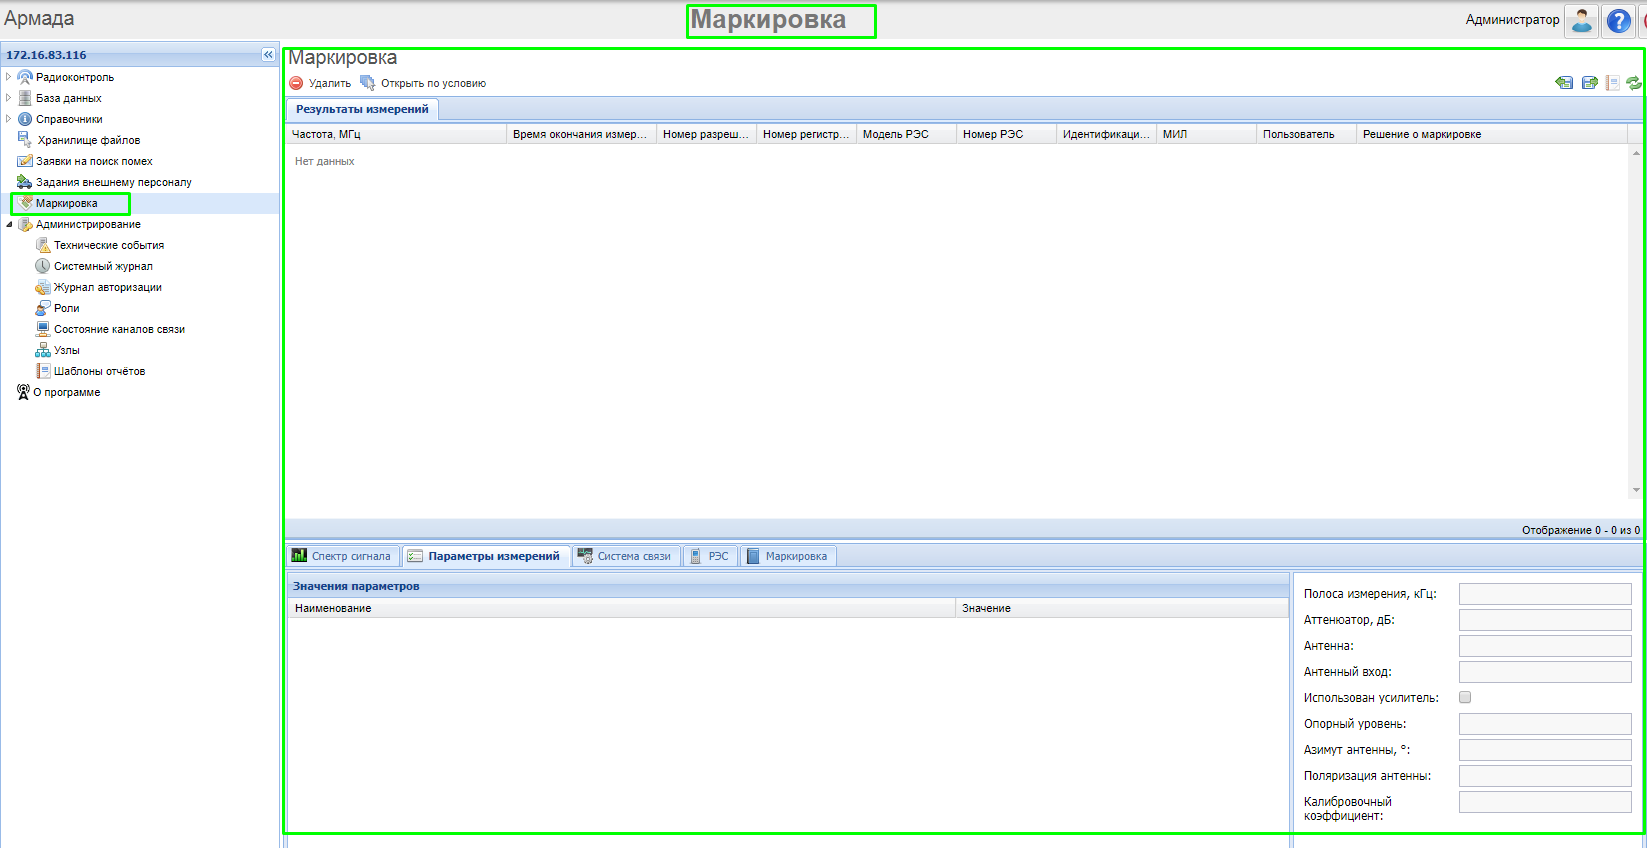 Армада
Маркировка
Администратор
172.16.83.116
Радиоконтроль
База данных
Справочники
Хранилище файлов
Заявки на поиск помех
Задания внешнему персоналу
Маркировка
Администрирование
Технические события
Системный журнал
Журнал авторизации
Роли
Состояние каналов связи
Узлы
Шаблоны отчётов
О программе
Маркировка
Удалить Открыть по условию
Результаты измерений
Частота, МГц Время окончания измер... Номер разреш... Номер регистр... Модель РЭС Номер РЭС Идентификаци... МИЛ Пользователь Решение о маркировке
Нет данных
Отображение 0 - 0 из 0
Спектр сигнала Параметры измерений Система связи РЭС Маркировка
Значения параметров
Наименование Значение
Полоса измерения, кГц:
Аттенюатор, дБ:
Антенна:
Антенный вход:
Использован усилитель:
Опорный уровень:
Азимут антенны, °:
Поляризация антенны:
Калибровочный
коэффициент: